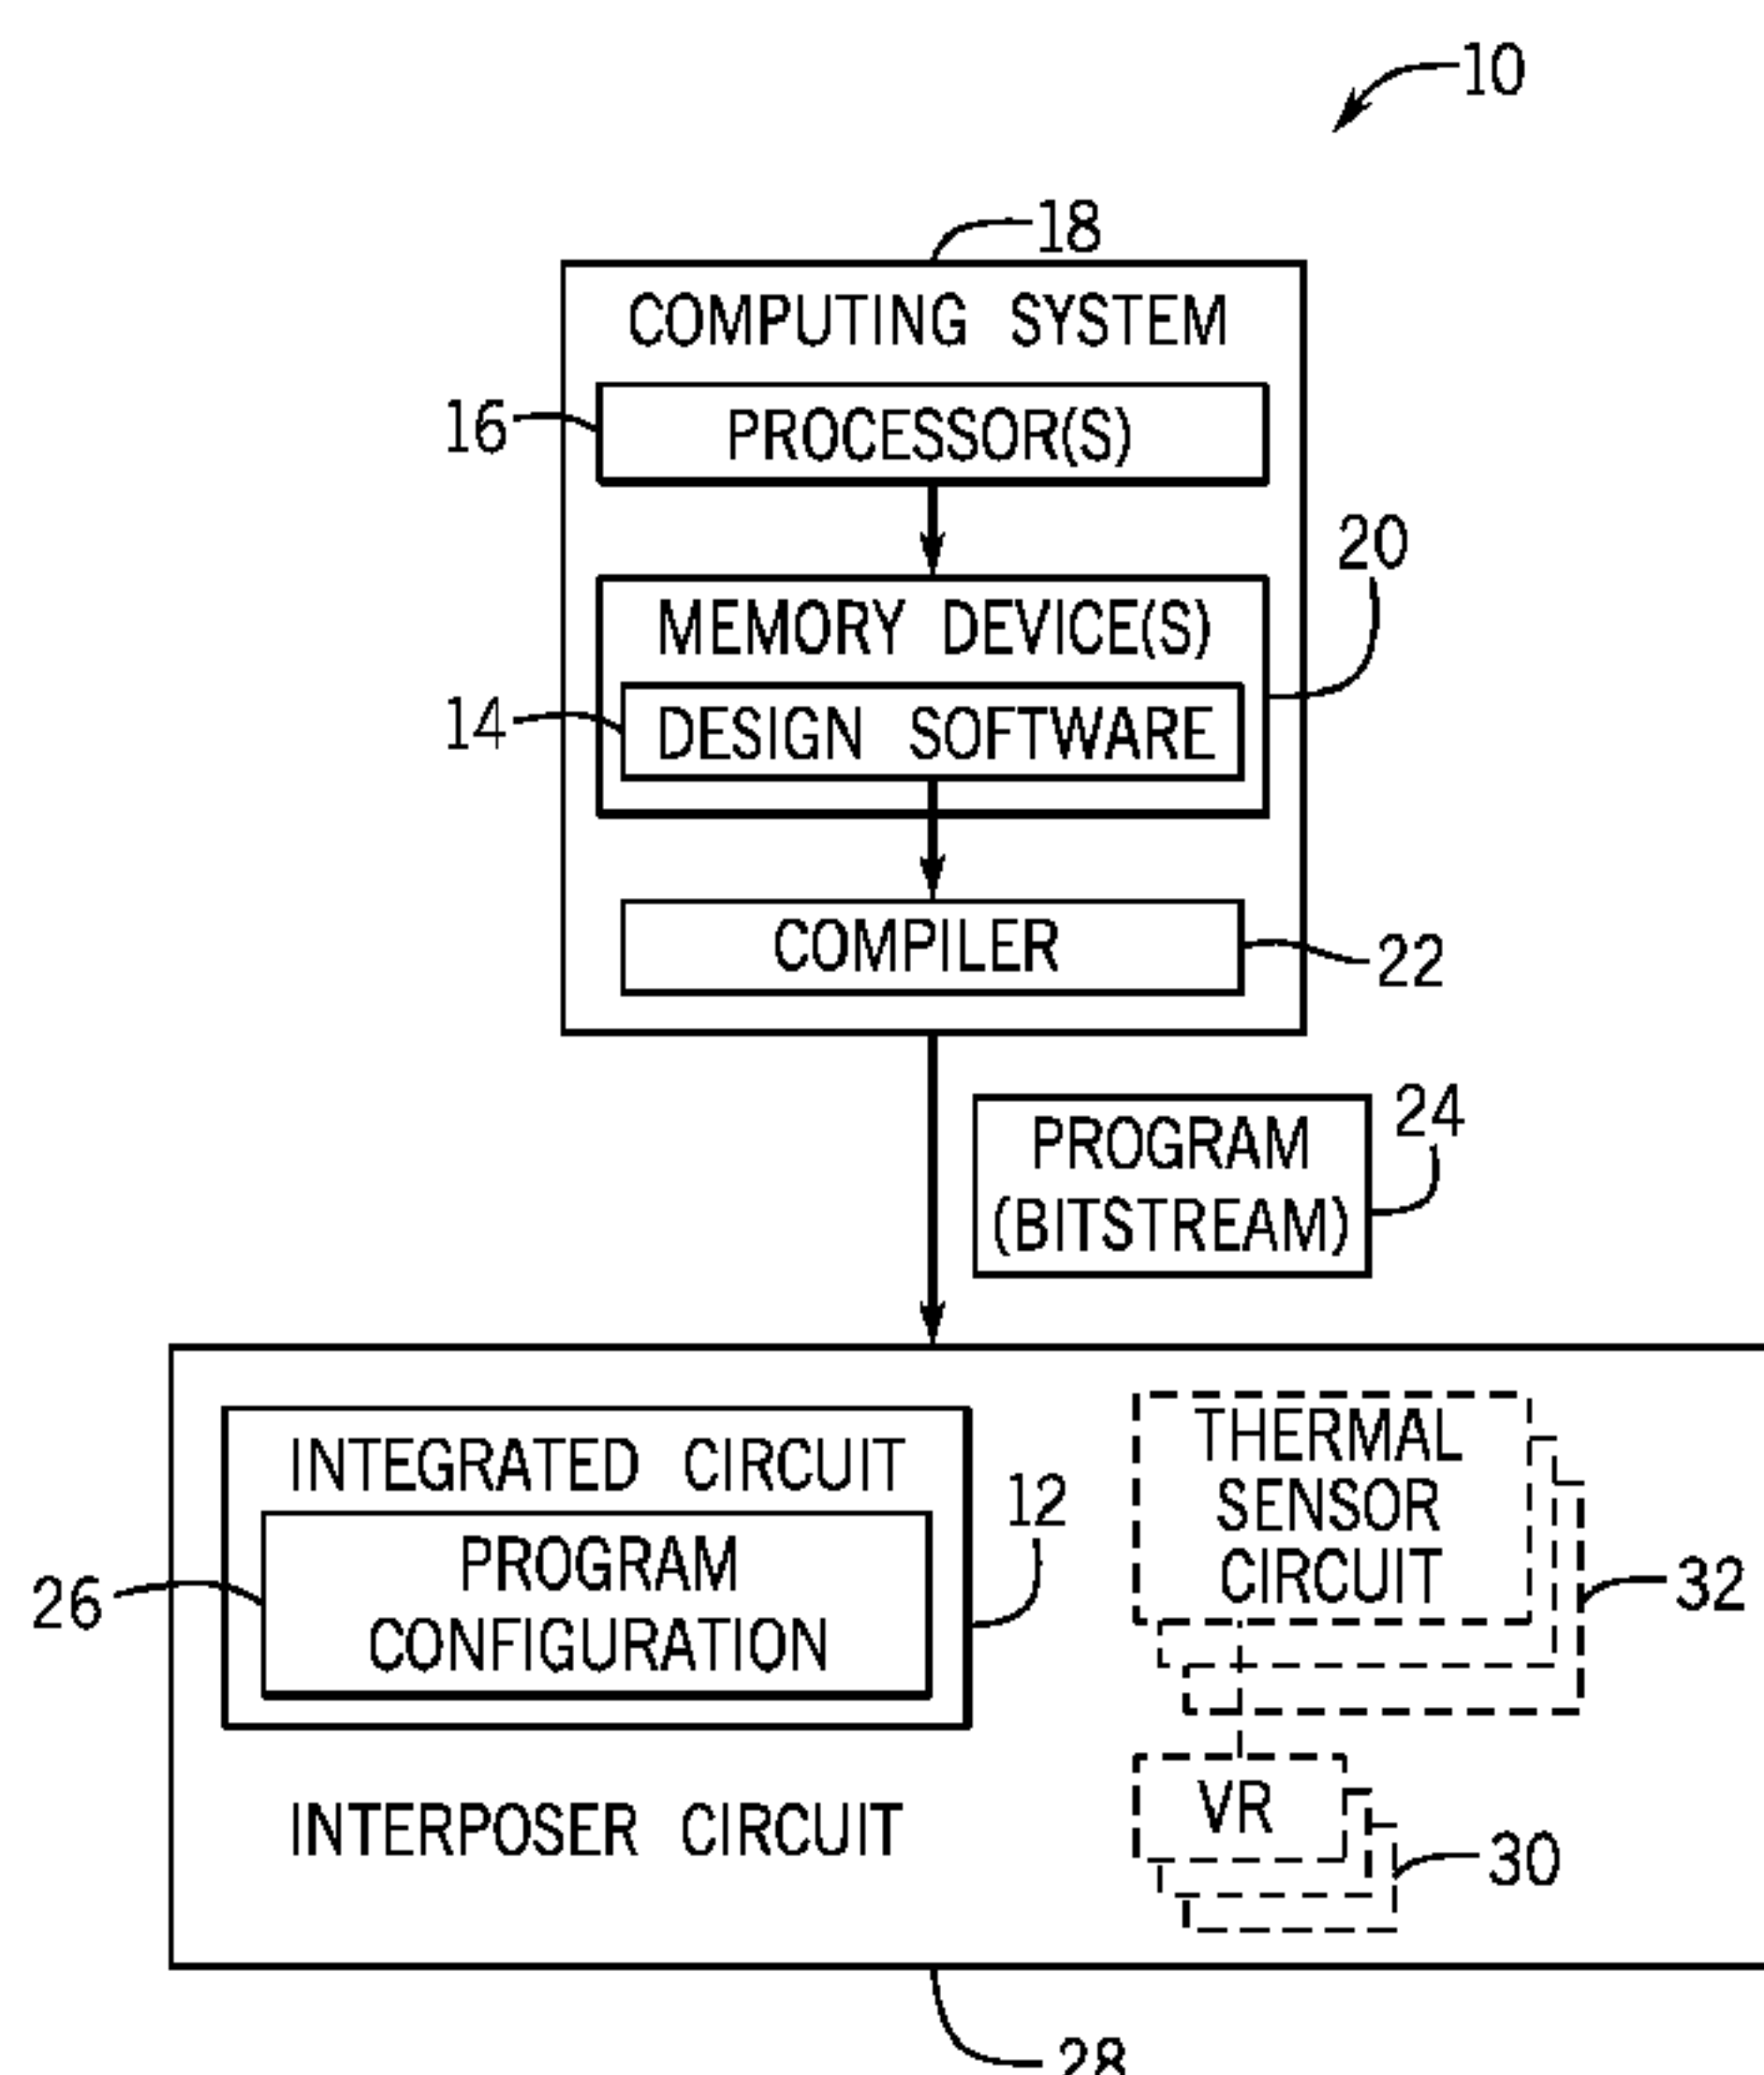 10
18
COMPUTING SYSTEM
16
PROCESSOR(S)
20
MEMORY DEVICE(S)
14
DESIGN SOFTWARE
COMPILER
22
24
PROGRAM
(BITSTREAM)
INTEGRATED CIRCUIT
12
PROGRAM
CONFIGURATION
26
THERMAL
SENSOR
CIRCUIT
32
INTERPOSER CIRCUIT
VR
30
28